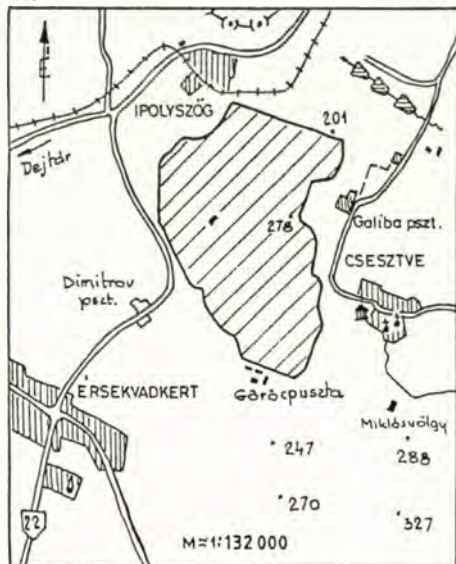 IPOLYSZÖG
201
Dejtár
278
Galiba pszt.
CSESZTVE
Dimitrov
pszt.
Garácpuszta
ÉRSEKVADKERT
Miklósvölgy
247
288
270
327
22
M≈1:132 000